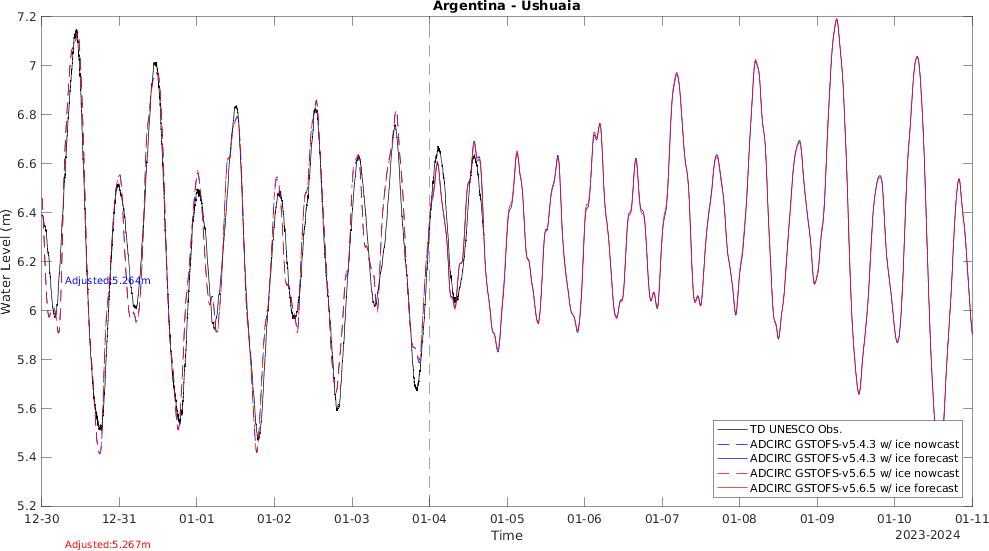 Argentina - Ushuaia
7.2
7
6.8
6.6
6.4
6.2
6
5.8
5.6
5.4
5.2
Water Level (m)
Adjusted:5.264m
TD UNESCO Obs.
ADCIRC GSTOFS-v5.4.3 w/ ice nowcast
ADCIRC GSTOFS-v5.4.3 w/ ice forecast
ADCIRC GSTOFS-v5.6.5 w/ ice nowcast
ADCIRC GSTOFS-v5.6.5 w/ ice forecast
12-30 12-31 01-01 01-02 01-03 01-04 01-05 01-06 01-07 01-08 01-09 01-10 01-11
Time
2023-2024
Adjusted:5.267m